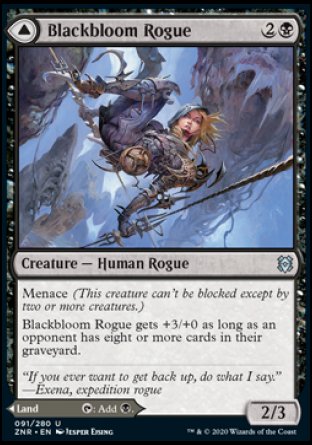 Blackbloom Rogue 2
Creature — Human Rogue
Menace (This creature can't be blocked except by
two or more creatures.)
Blackbloom Rogue gets +3/+0 as long as an
opponent has eight or more cards in their
graveyard.
"If you ever want to get back up, do what I say."
—Exena, expedition rogue
Land : Add .
2/3
091/280 U
ZNR • EN Jesper Ejsing
™ & © 2020 Wizards of the Coast